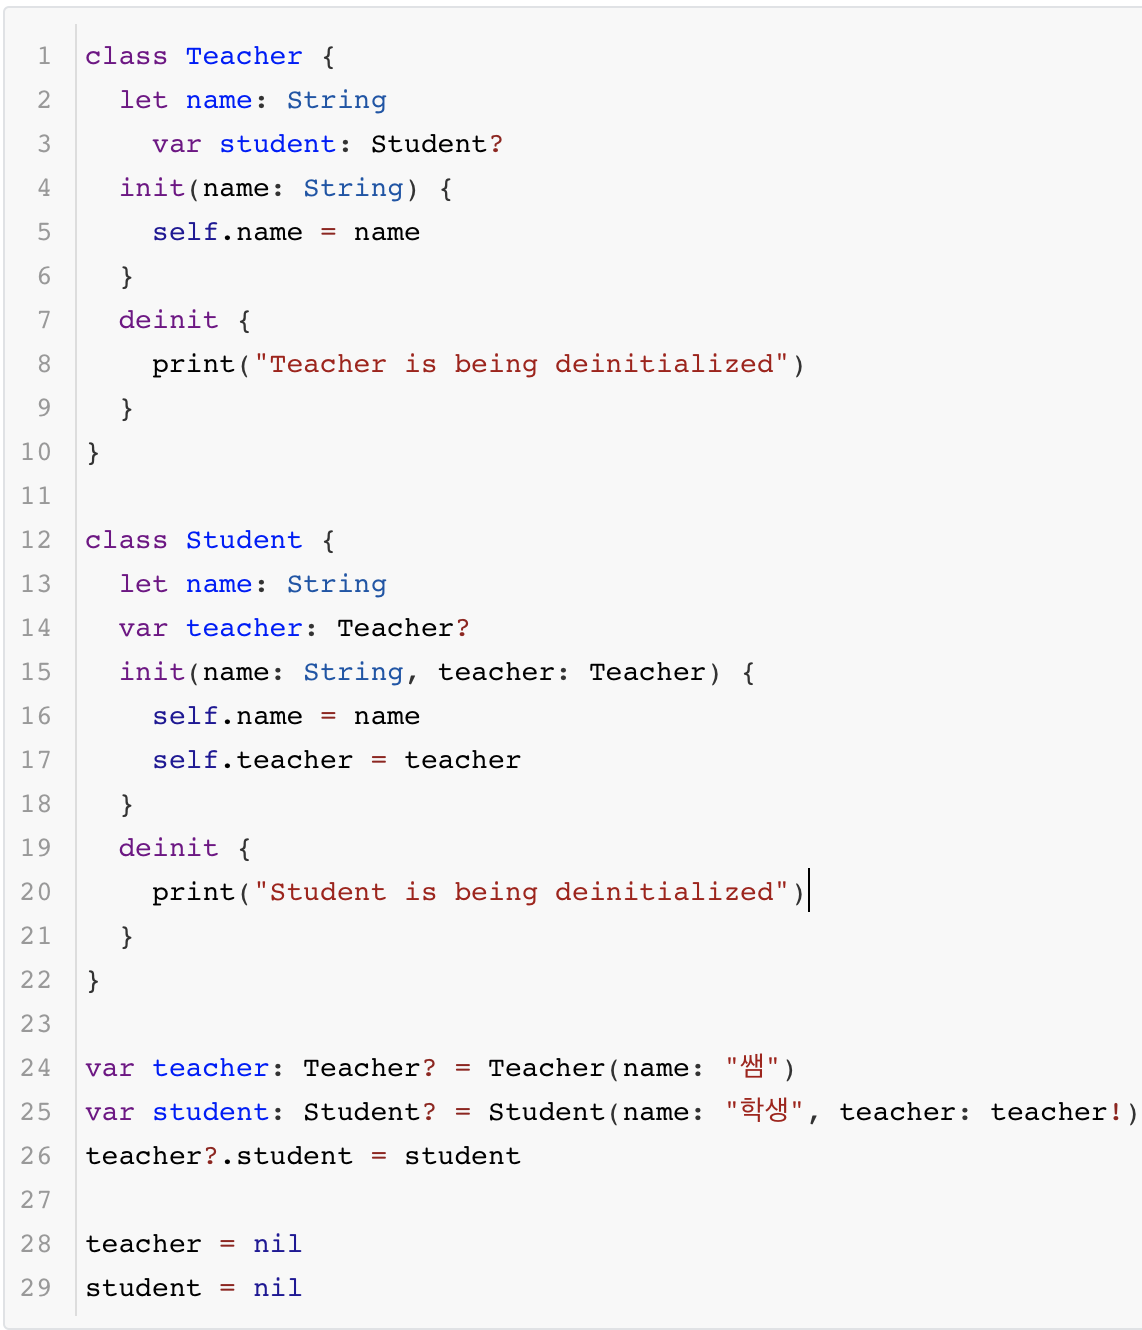 1 class Teacher {
2   let name: String
3     var student: Student?
4   init(name: String) {
5     self.name = name
6   }
7   deinit {
8     print("Teacher is being deinitialized")
9   }
10 }
11
12 class Student {
13   let name: String
14   var teacher: Teacher?
15   init(name: String, teacher: Teacher) {
16     self.name = name
17     self.teacher = teacher
18   }
19   deinit {
20     print("Student is being deinitialized")
21   }
22 }
23
24 var teacher: Teacher? = Teacher(name: "쌤")
25 var student: Student? = Student(name: "학생", teacher: teacher!)
26 teacher?.student = student
27
28 teacher = nil
29 student = nil